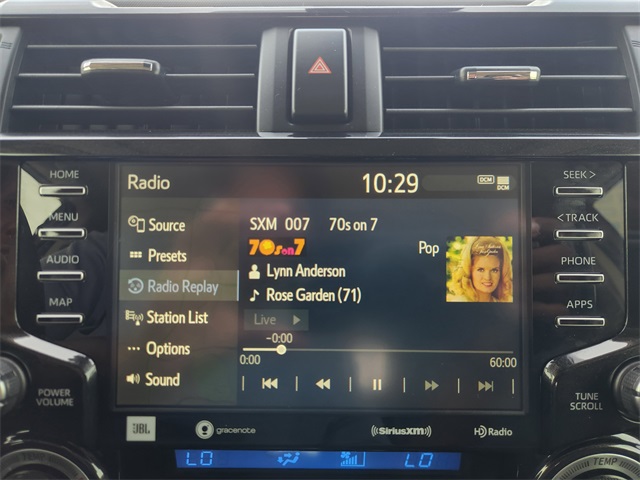 HOME
MENU
AUDIO
MAP
POWER
VOLUME
Radio
10:29
DCM
DCM
Source
Presets
Radio Replay
Station List
Options
Sound
SXM 007 70s on 7
70s on 7
Pop
Lynn Anderson
Rose Garden (71)
Live
-0:00
0:00
60:00
SEEK >
< TRACK
PHONE
APPS
TUNE
SCROLL
JBL
gracenote
((SiriusXM))
HD Radio
LO
LO
TEMP